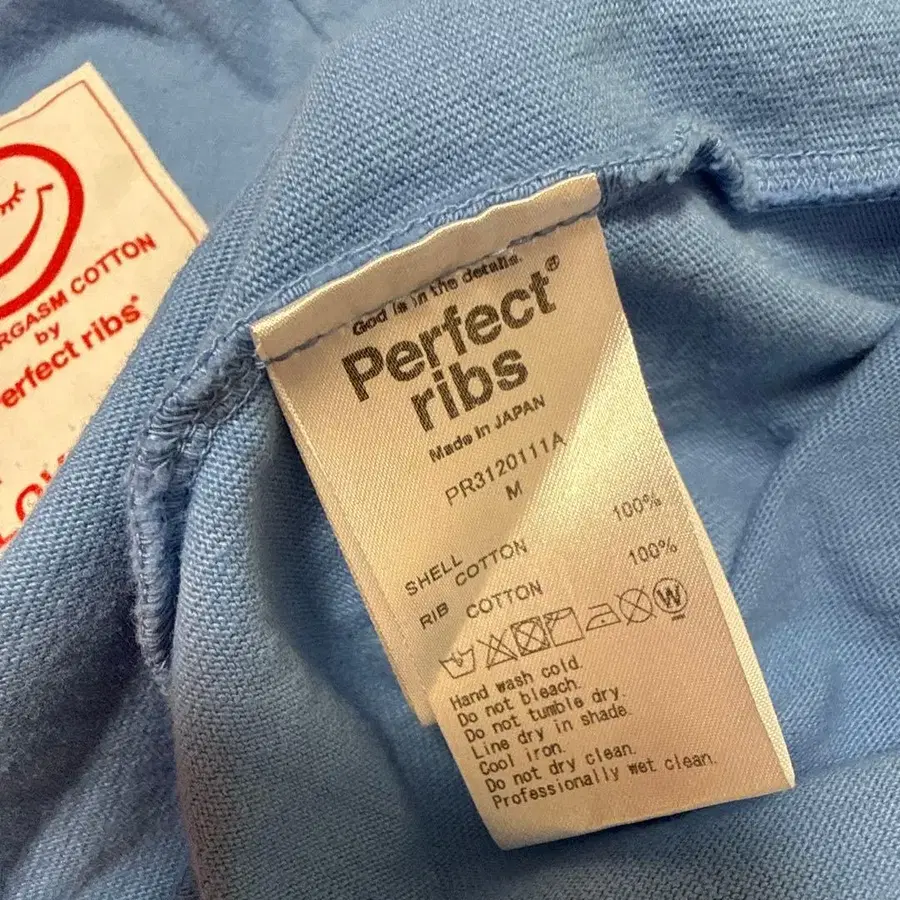 RGASM COTTON
by
erfect ribs®
God is in the details.
Perfect®
ribs
Made in JAPAN
PR3120111A
M
SHELL
COTTON 100%
RIB COTTON 100%
W
Hand wash cold.
Do not bleach.
Do not tumble dry.
Line dry in shade.
Cool iron.
Do not dry clean.
Professionally wet clean.